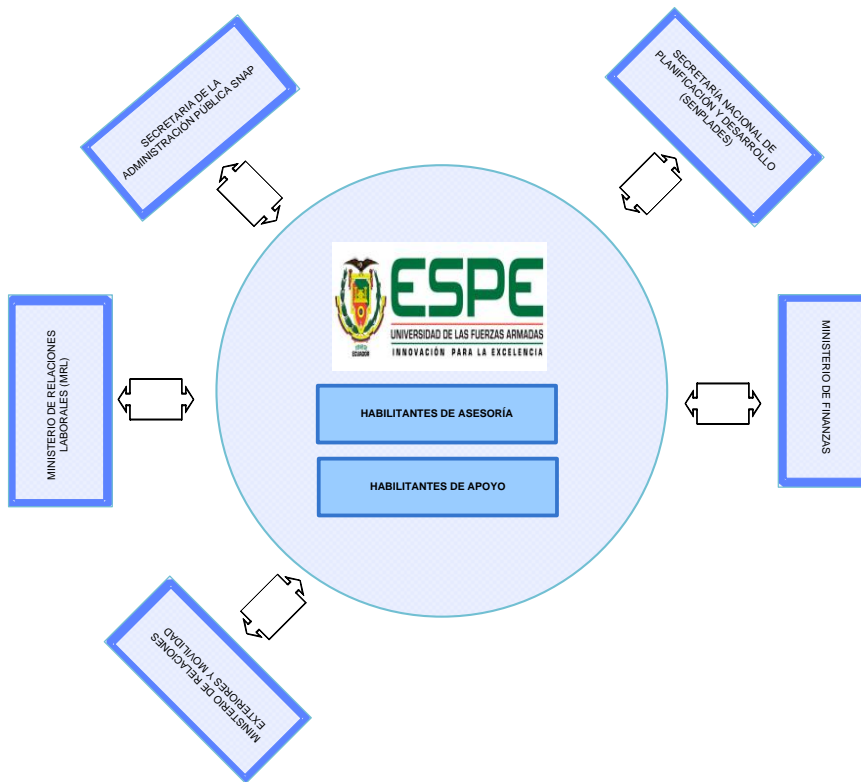 SECRETARIA DE LA
ADMINISTRACIÓN PÚBLICA SNAP
SECRETARÍA NACIONAL DE
PLANIFICACIÓN Y DESARROLLO
(SENPLADES)
ESPE
UNIVERSIDAD DE LAS FUERZAS ARMADAS
INNOVACIÓN PARA LA EXCELENCIA
ECUADOR
MINISTERIO DE RELACIONES
LABORALES (MRL)
HABILITANTES DE ASESORÍA
HABILITANTES DE APOYO
MINISTERIO DE FINANZAS
MINISTERIO DE RELACIONES
EXTERIORES Y MOVILIDAD